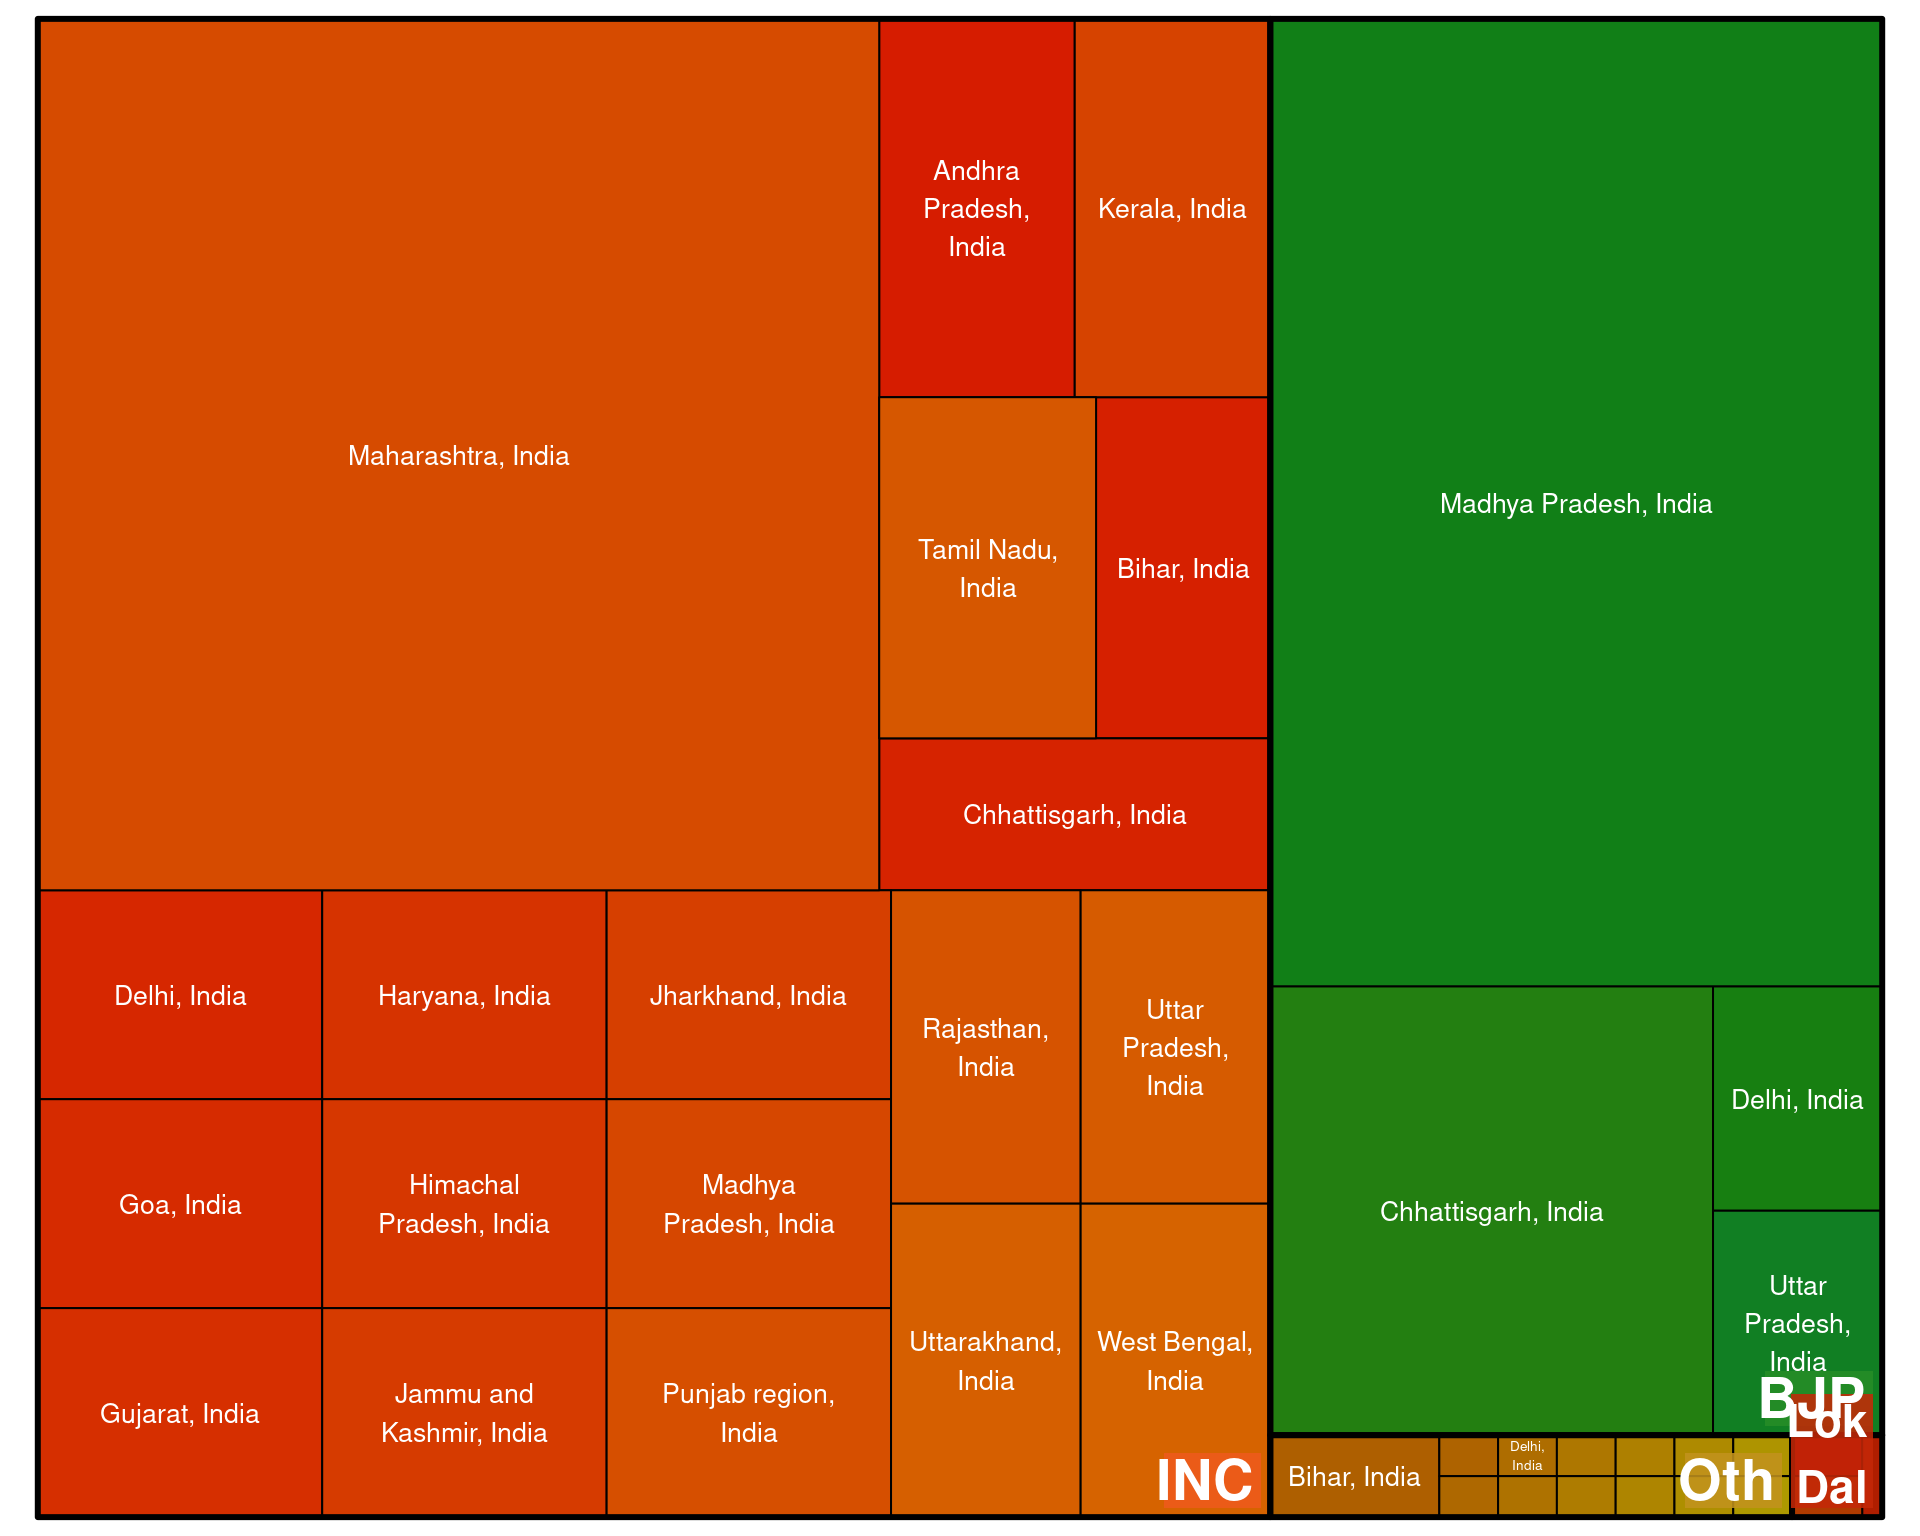 Maharashtra, India
Andhra
Pradesh,
India
Kerala, India
Tamil Nadu,
India
Bihar, India
Chhattisgarh, India
Delhi, India
Haryana, India
Jharkhand, India
Goa, India
Himachal
Pradesh, India
Madhya
Pradesh, India
Gujarat, India
Jammu and
Kashmir, India
Punjab region,
India
Rajasthan,
India
Uttar
Pradesh,
India
Uttarakhand,
India
West Bengal,
India
INC
Madhya Pradesh, India
Chhattisgarh, India
Delhi, India
Uttar
Pradesh,
India
BJP
Bihar, India
Delhi,
India
Oth
Lok
Dal